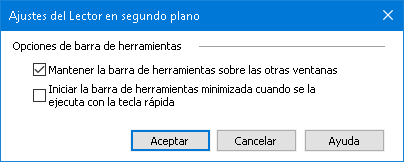 Ajustes del Lector en segundo plano
Opciones de barra de herramientas
Mantener la barra de herramientas sobre las otras ventanas
Iniciar la barra de herramientas minimizada cuando se la
ejecuta con la tecla rápida
Aceptar
Cancelar
Ayuda